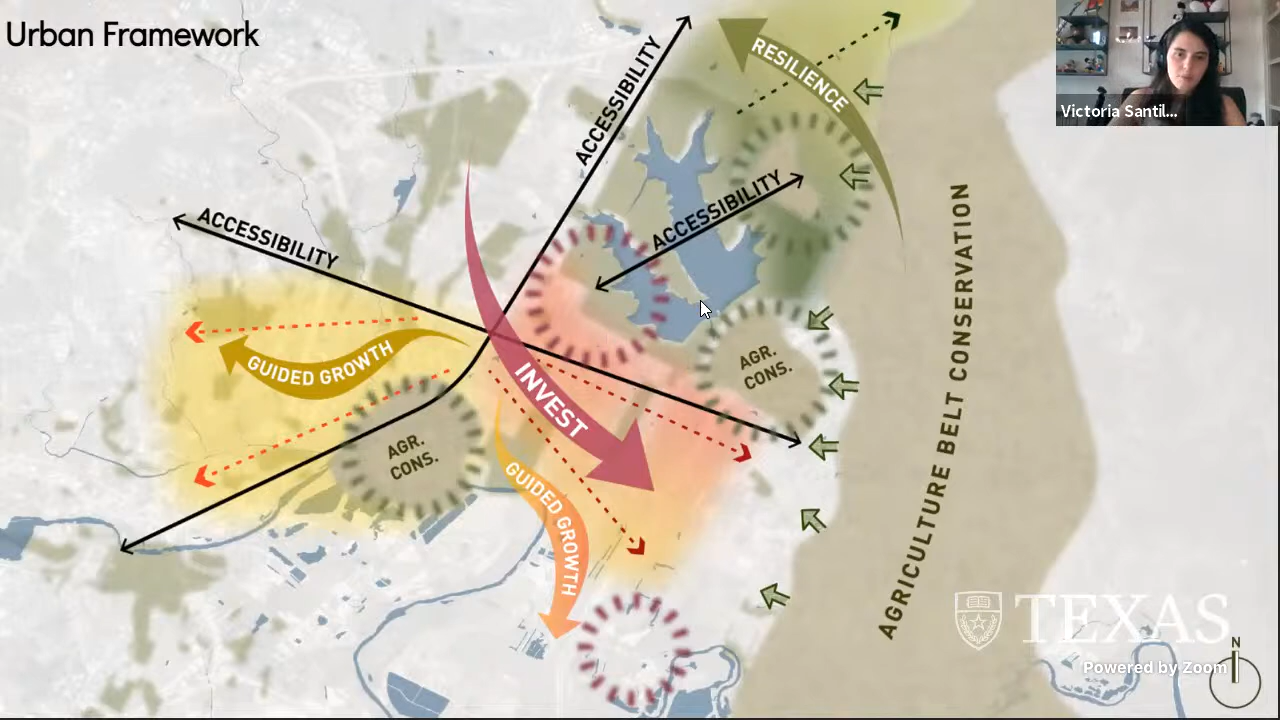 Urban Framework
Victoria Santil...
RESILIENCE
ACCESSIBILITY
ACCESSIBILITY
ACCESSIBILITY
AGRICULTURE BELT CONSERVATION
GUIDED GROWTH
INVEST
AGR.
CONS.
AGR.
CONS.
GUIDED GROWTH
TEXAS
Powered by Zoom
N